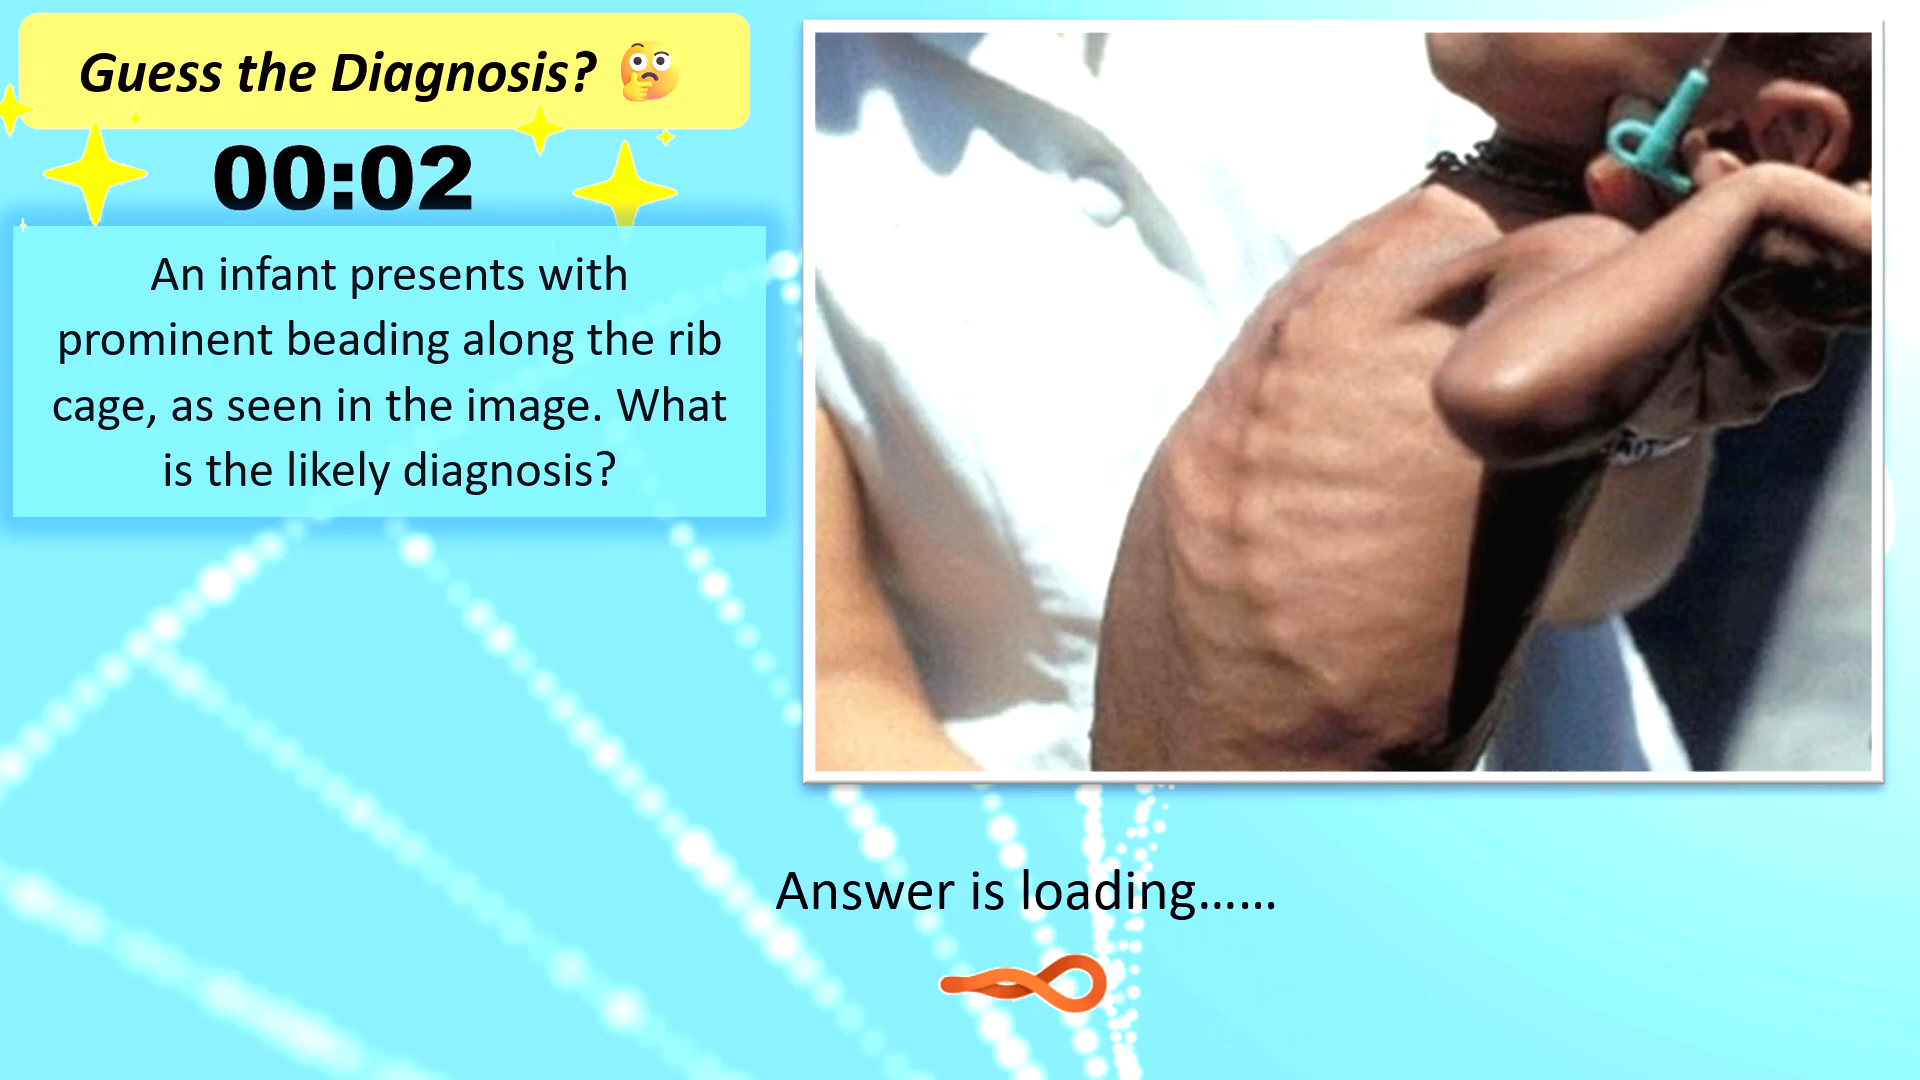 Guess the Diagnosis? 🤔
00:02
An infant presents with
prominent beading along the rib
cage, as seen in the image. What
is the likely diagnosis?
Answer is loading……